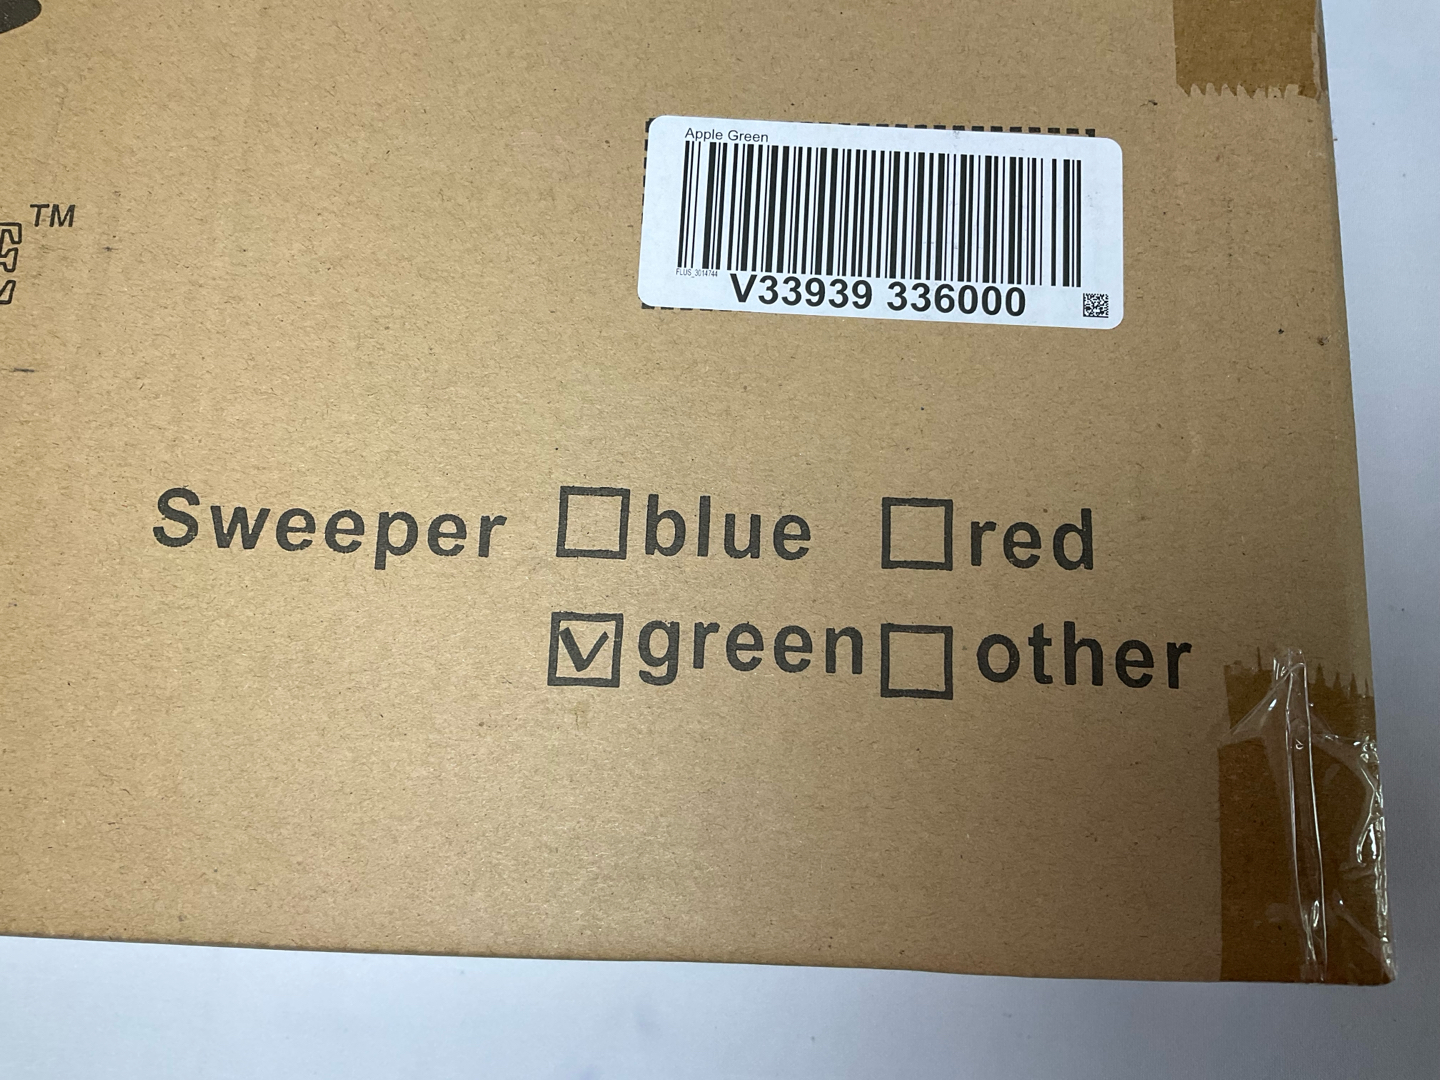 Apple Green
FLUS_3014744
V33939 336000
TM
Sweeper blue red
green other